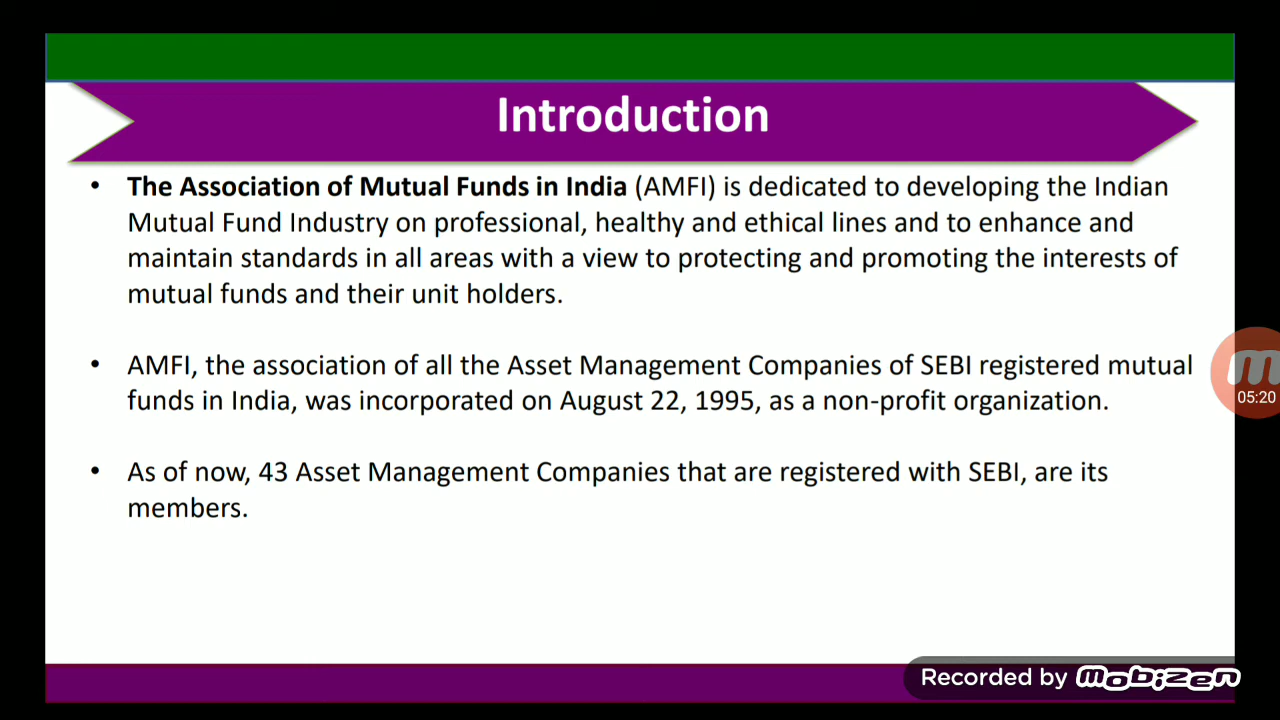 Introduction
• The Association of Mutual Funds in India (AMFI) is dedicated to developing the Indian
Mutual Fund Industry on professional, healthy and ethical lines and to enhance and
maintain standards in all areas with a view to protecting and promoting the interests of
mutual funds and their unit holders.
• AMFI, the association of all the Asset Management Companies of SEBI registered mutual
funds in India, was incorporated on August 22, 1995, as a non-profit organization.
• As of now, 43 Asset Management Companies that are registered with SEBI, are its
members.
05:20
Recorded by mobizen